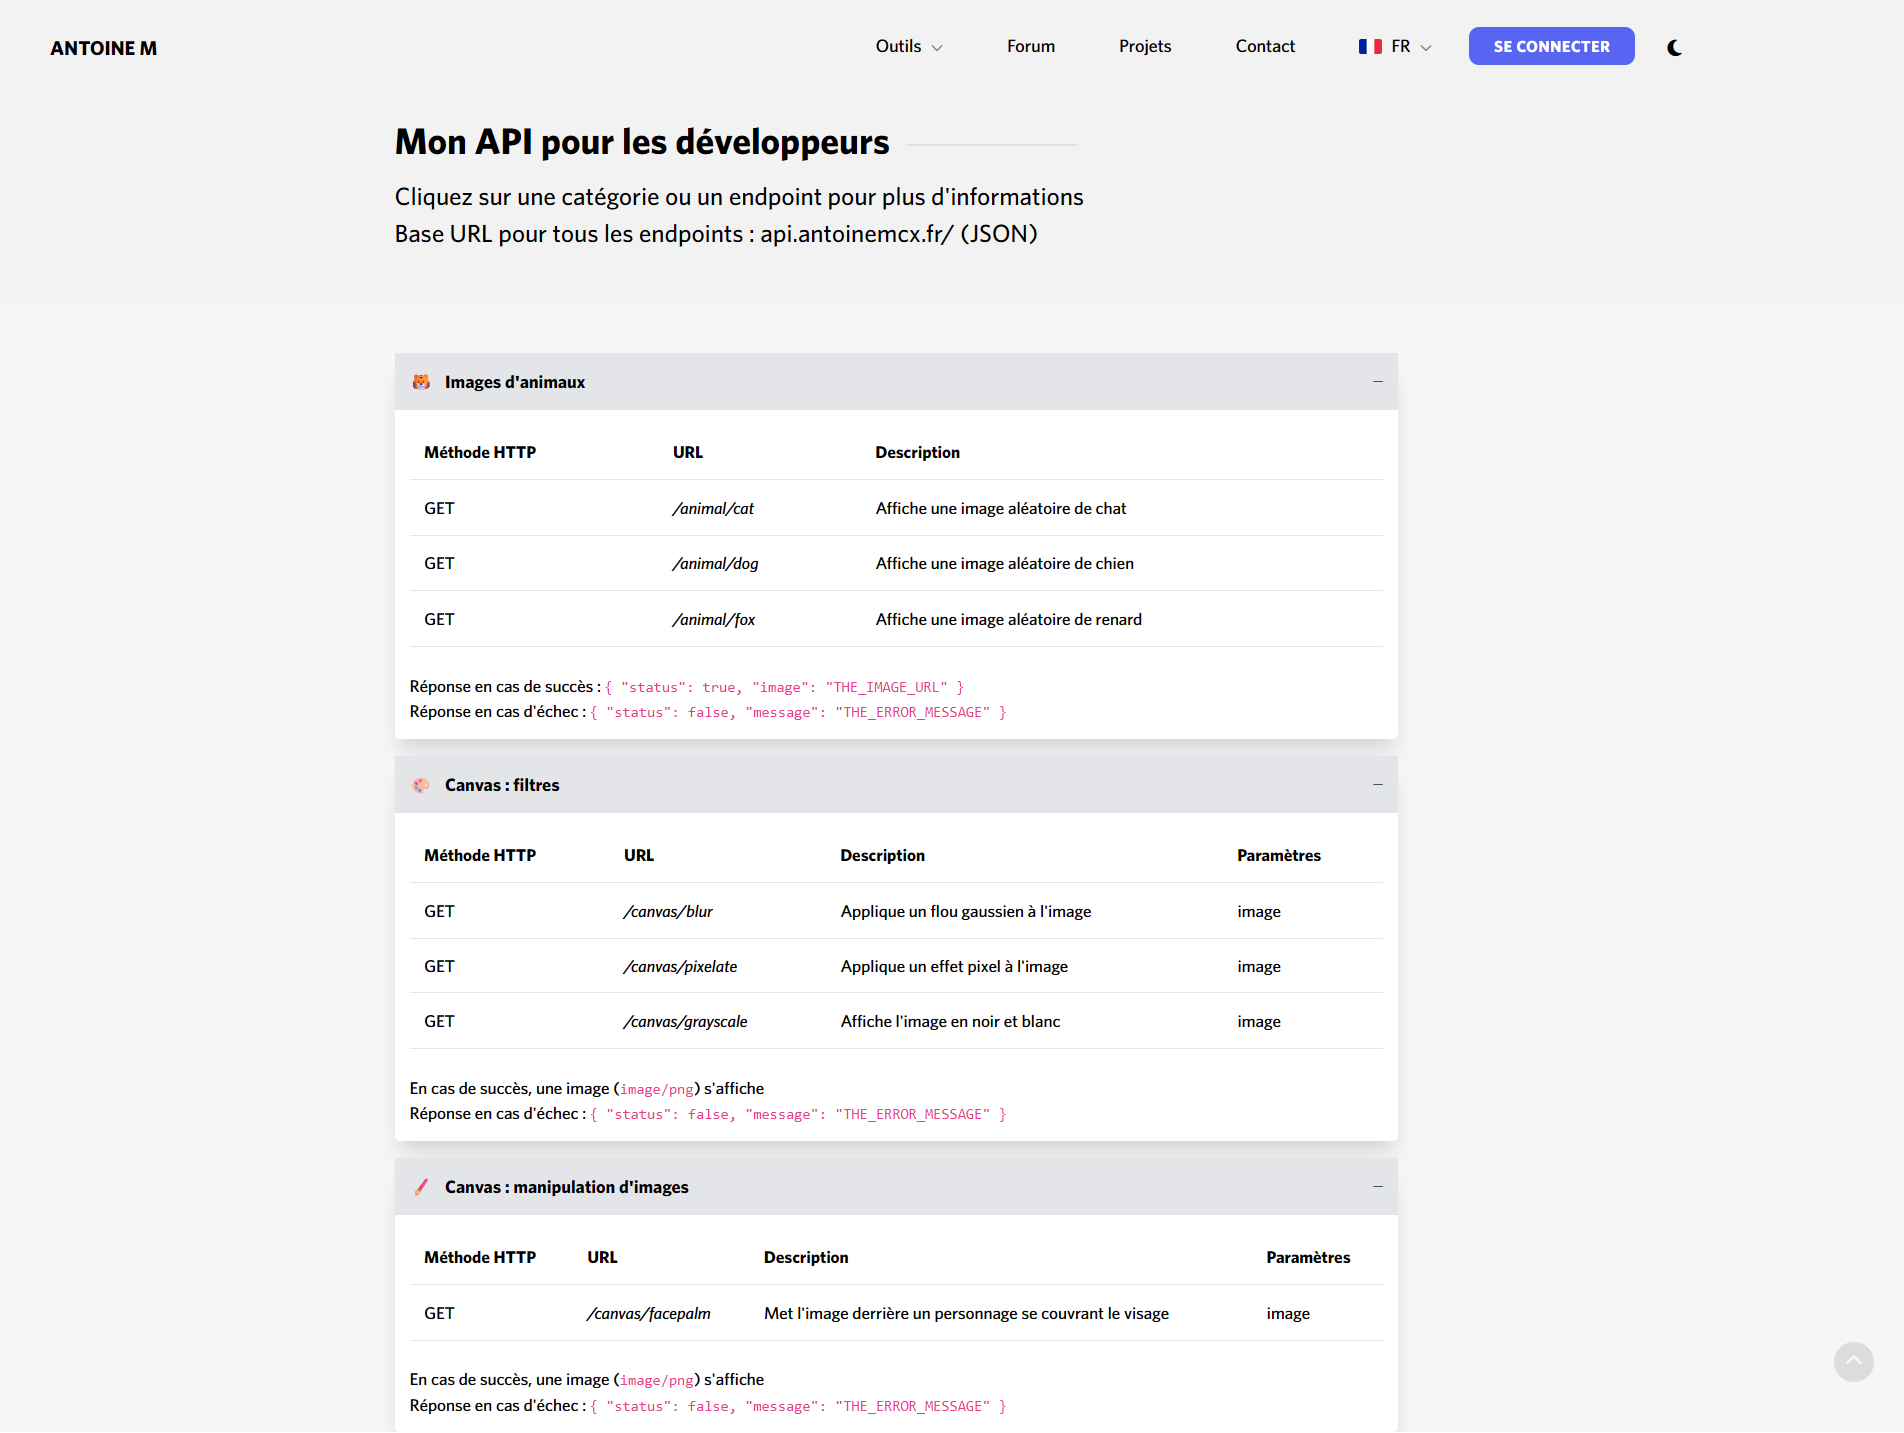 ANTOINE M
Outils
Forum
Projets
Contact
FR
SE CONNECTER
Mon API pour les développeurs
Cliquez sur une catégorie ou un endpoint pour plus d'informations
Base URL pour tous les endpoints : api.antoinemcx.fr/ (JSON)
Images d'animaux
Méthode HTTP URL Description
GET /animal/cat Affiche une image aléatoire de chat
GET /animal/dog Affiche une image aléatoire de chien
GET /animal/fox Affiche une image aléatoire de renard
Réponse en cas de succès : { "status": true, "image": "THE_IMAGE_URL" }
Réponse en cas d'échec : { "status": false, "message": "THE_ERROR_MESSAGE" }
Canvas : filtres
Méthode HTTP URL Description Paramètres
GET /canvas/blur Applique un flou gaussien à l'image image
GET /canvas/pixelate Applique un effet pixel à l'image image
GET /canvas/grayscale Affiche l'image en noir et blanc image
En cas de succès, une image (image/png) s'affiche
Réponse en cas d'échec : { "status": false, "message": "THE_ERROR_MESSAGE" }
Canvas : manipulation d'images
Méthode HTTP URL Description Paramètres
GET /canvas/facepalm Met l'image derrière un personnage se couvrant le visage image
En cas de succès, une image (image/png) s'affiche
Réponse en cas d'échec : { "status": false, "message": "THE_ERROR_MESSAGE" }